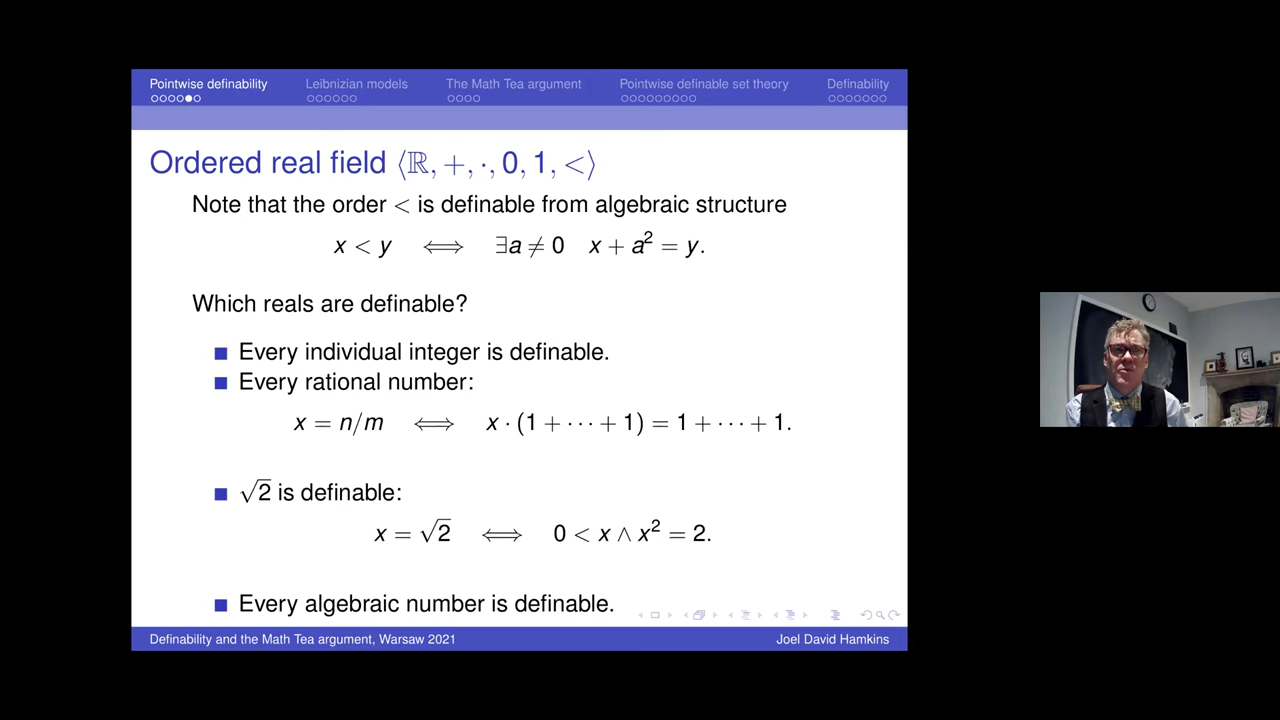 Pointwise definability Leibnizian models The Math Tea argument Pointwise definable set theory Definability
Ordered real field ⟨ℝ, +, ·, 0, 1, <⟩
Note that the order < is definable from algebraic structure
x < y ⟺ ∃a ≠ 0 x + a² = y.
Which reals are definable?
Every individual integer is definable.
Every rational number:
x = n/m ⟺ x · (1 + ··· + 1) = 1 + ··· + 1.
√2 is definable:
x = √2 ⟺ 0 < x ∧ x² = 2.
Every algebraic number is definable.
Definability and the Math Tea argument, Warsaw 2021 Joel David Hamkins